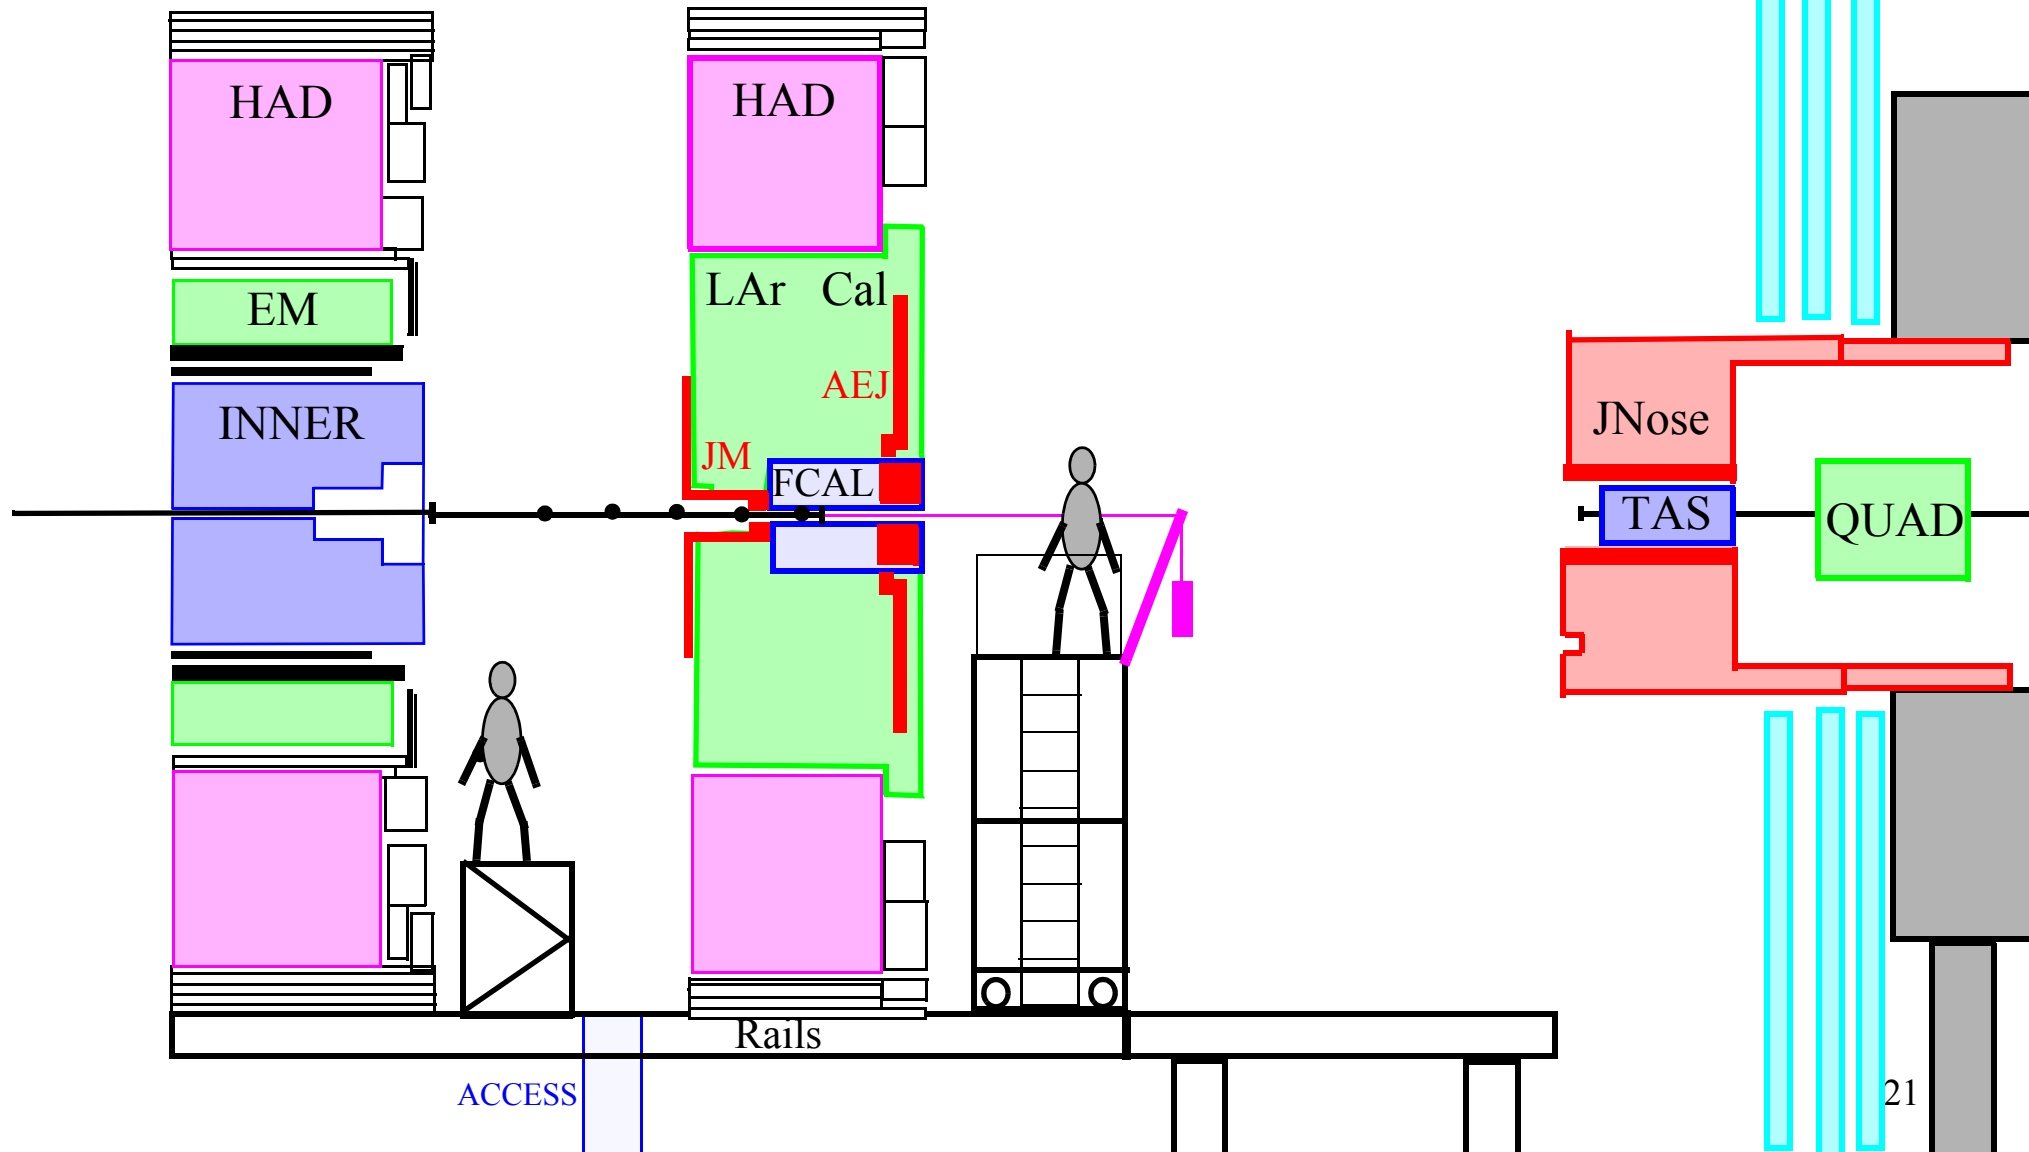 HAD
HAD
EM
LAr Cal
AEJ
INNER
JM
FCAL
JNose
TAS
QUAD
Rails
ACCESS
21